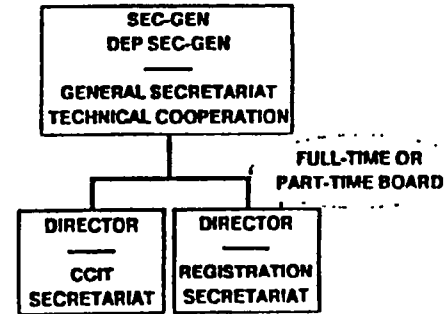 SEC-GEN
DEP SEC-GEN
GENERAL SECRETARIAT
TECHNICAL COOPERATION
FULL-TIME OR
PART-TIME BOARD
DIRECTOR
CCIT
SECRETARIAT
DIRECTOR
REGISTRATION
SECRETARIAT